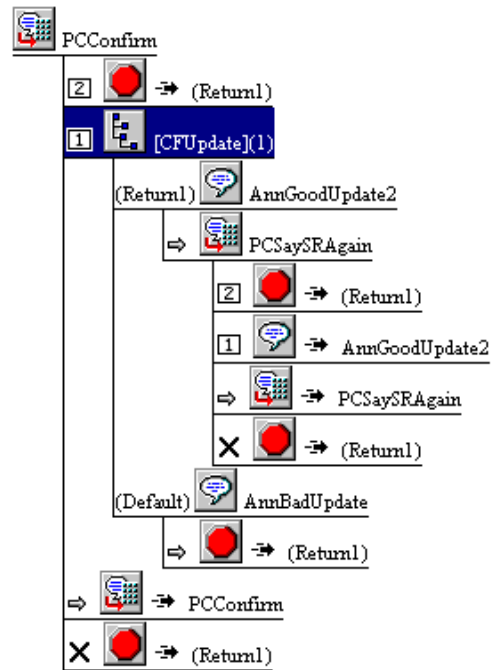 PCConfirm
2 (Return1)
1 [CFUpdate](1)
(Return1) AnnGoodUpdate2
PCSaySRAgain
2 (Return1)
1 AnnGoodUpdate2
PCSaySRAgain
(Return1)
(Default) AnnBadUpdate
(Return1)
PCConfirm
(Return1)